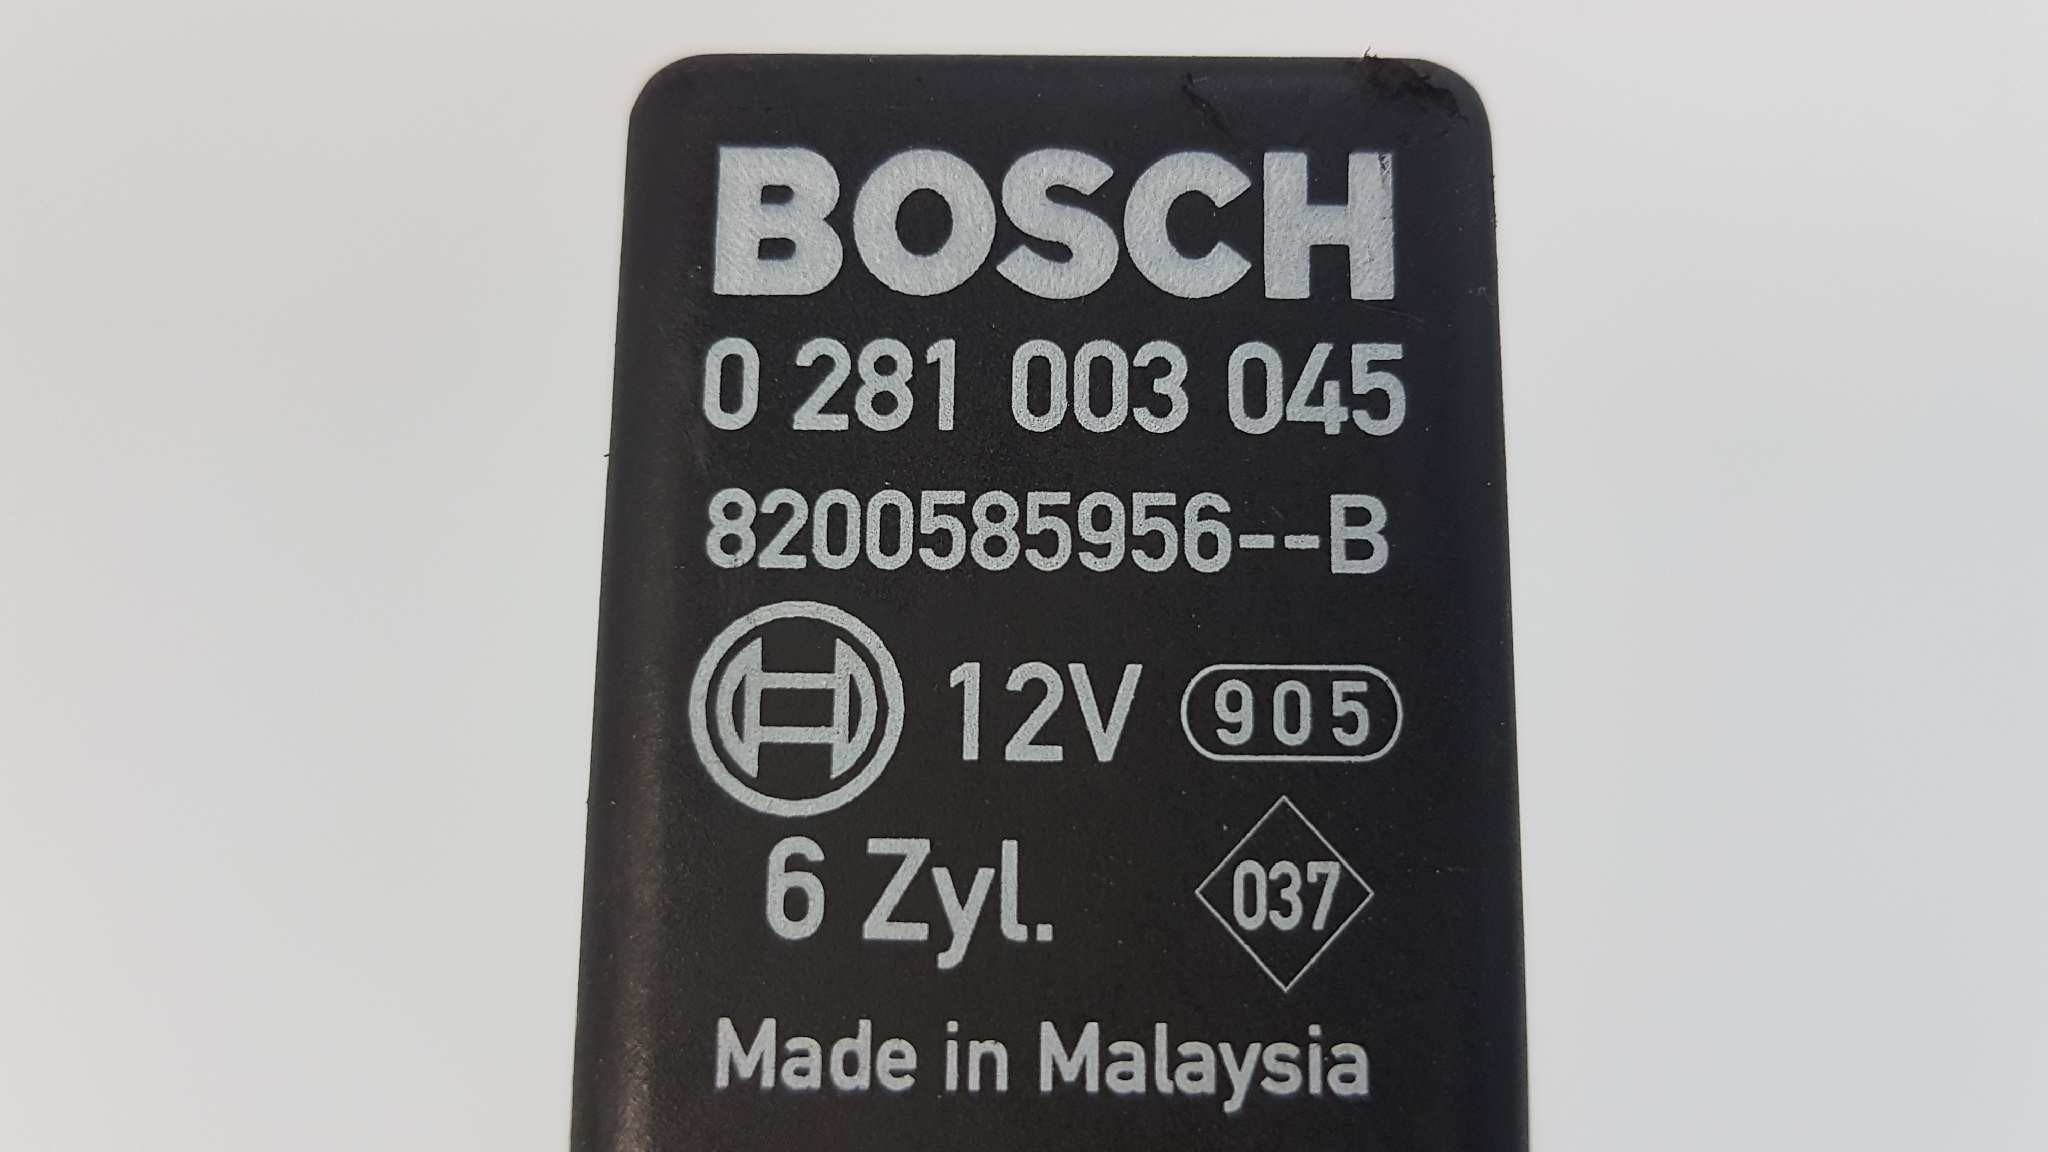 BOSCH
0 281 003 045
8200585956--B
12V 905
6 Zyl. 037
Made in Malaysia